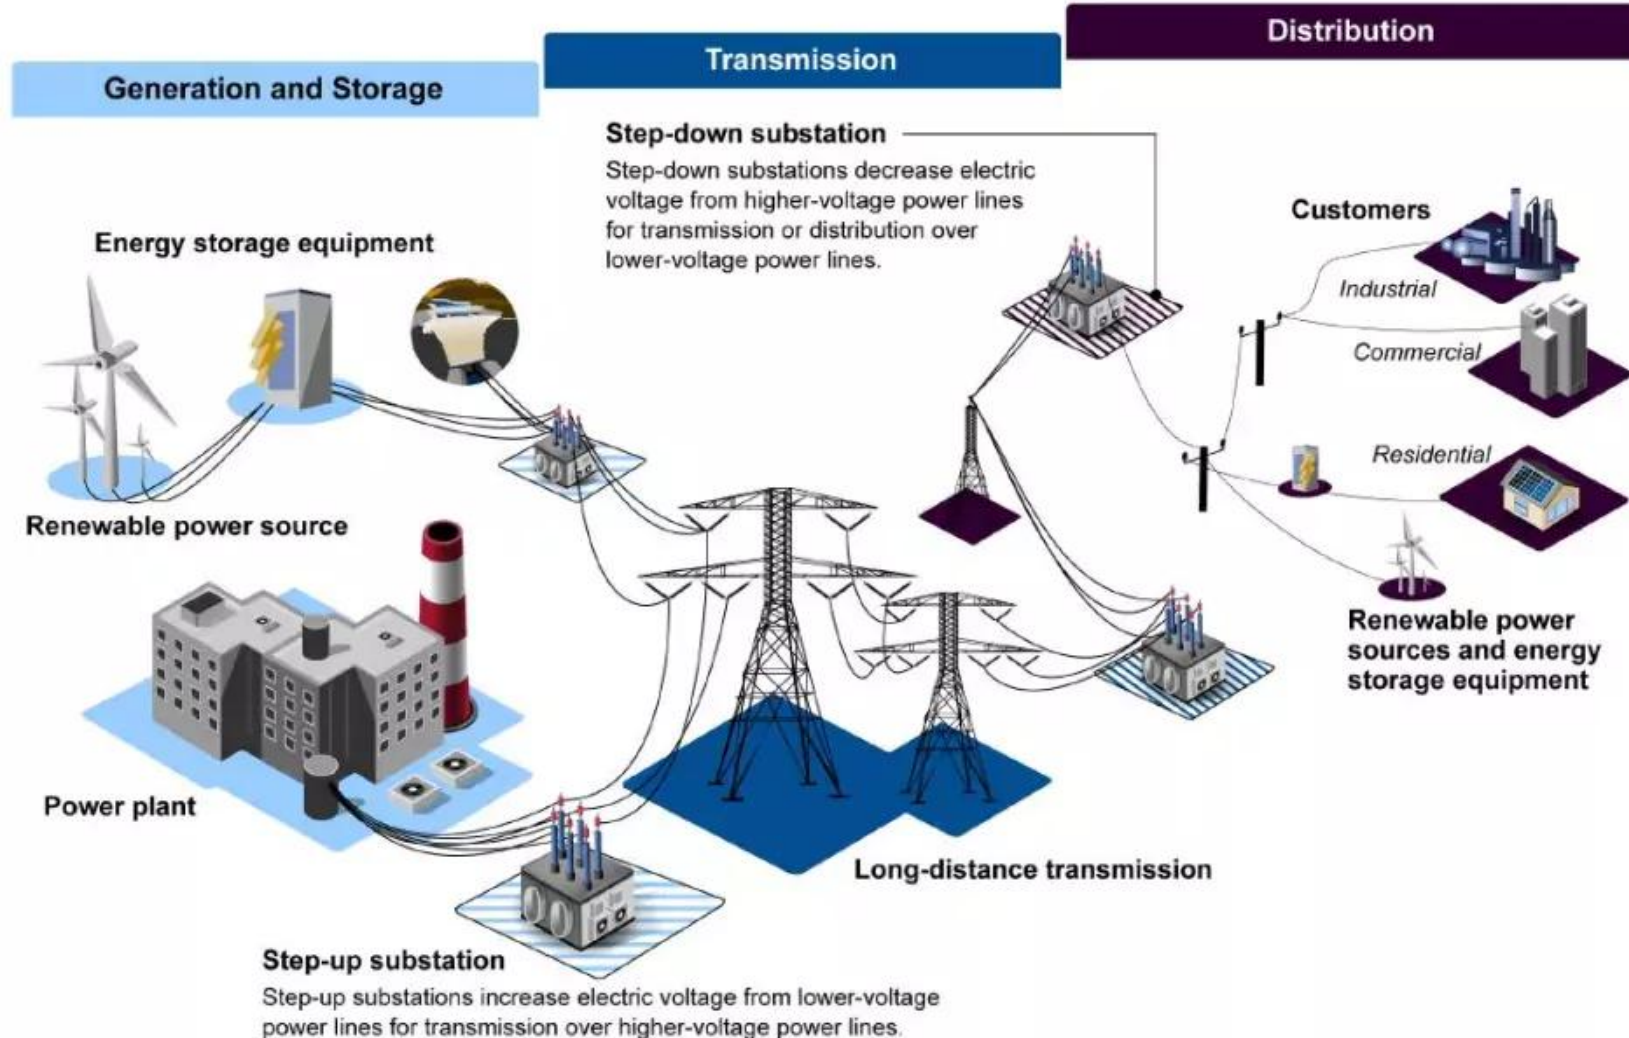 Generation and Storage
Transmission
Distribution
Step-down substation
Step-down substations decrease electric
voltage from higher-voltage power lines
for transmission or distribution over
lower-voltage power lines.
Energy storage equipment
Renewable power source
Power plant
Step-up substation
Step-up substations increase electric voltage from lower-voltage
power lines for transmission over higher-voltage power lines.
Long-distance transmission
Customers
Industrial
Commercial
Residential
Renewable power
sources and energy
storage equipment